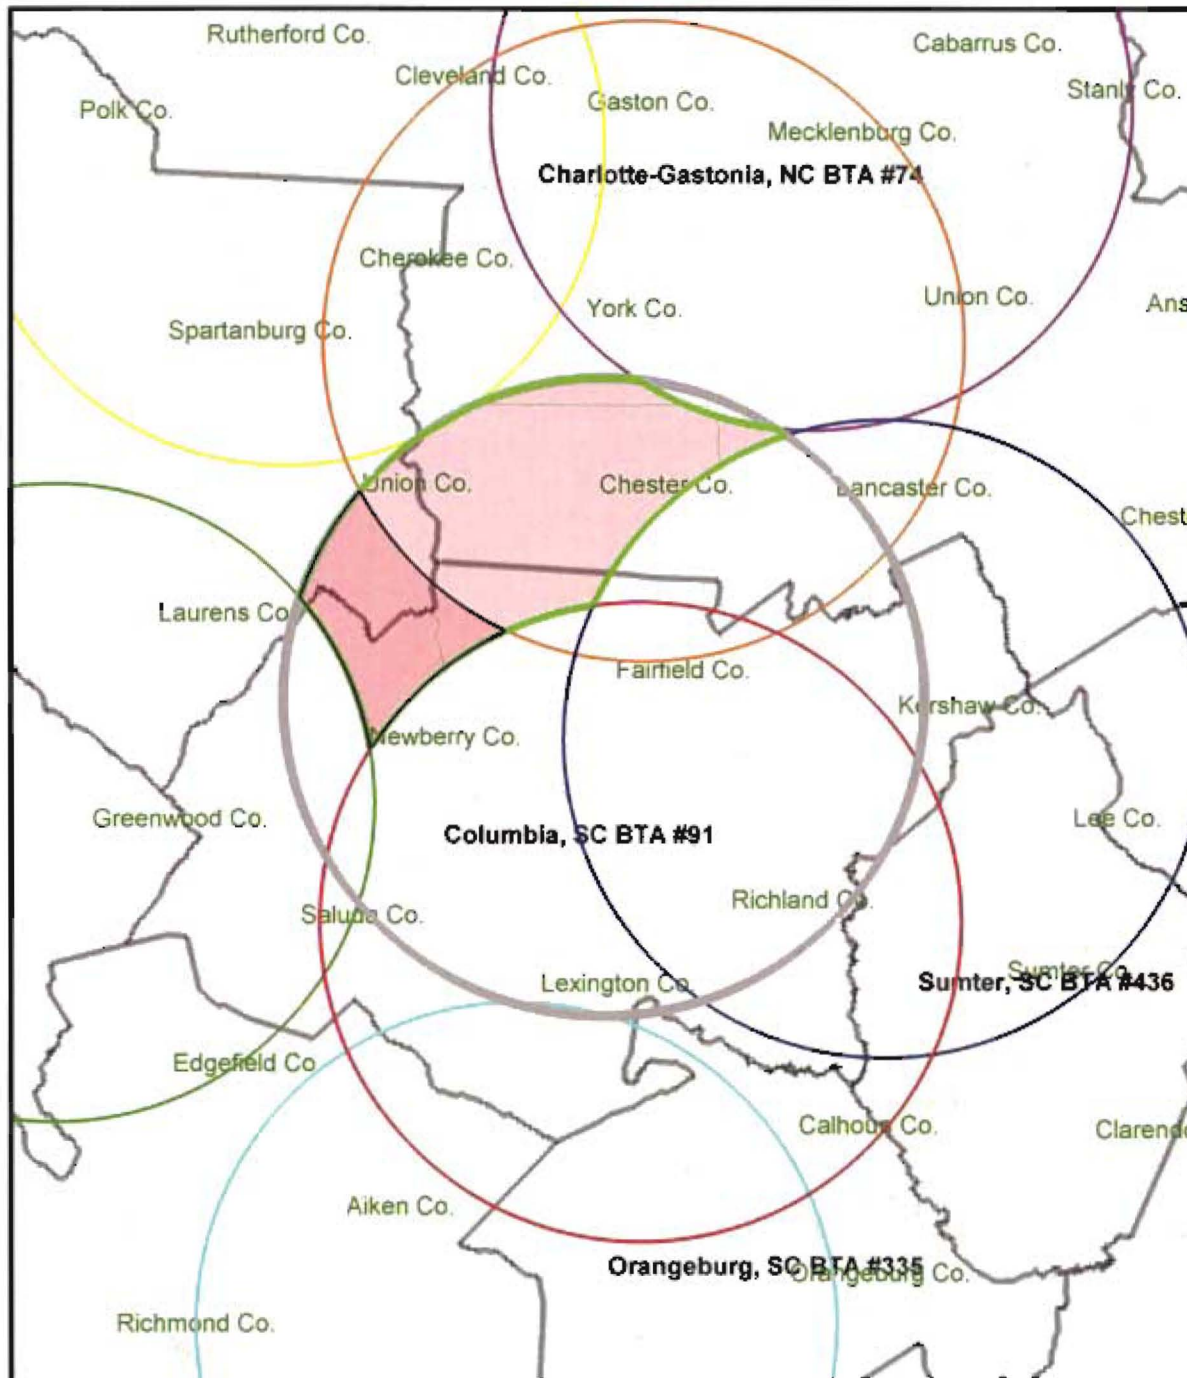 Rutherford Co.
Cabarrus Co.
Cleveland Co.
Stanly Co.
Gaston Co.
Polk Co.
Mecklenburg Co.
Charlotte-Gastonia, NC BTA #74
Cherokee Co.
Union Co.
Ans
York Co.
Spartanburg Co.
Union Co.
Chester Co.
Lancaster Co.
Chest
Laurens Co.
Fairfield Co.
Kershaw Co.
Newberry Co.
Greenwood Co.
Lee Co.
Columbia, SC BTA #91
Richland Co.
Saluda Co.
Sumter Co.
Lexington Co.
Sumter, SC BTA #436
Edgefield Co
Calhoun Co.
Clarendo
Aiken Co.
Orangeburg, SC BTA #335
Orangeburg Co.
Richmond Co.